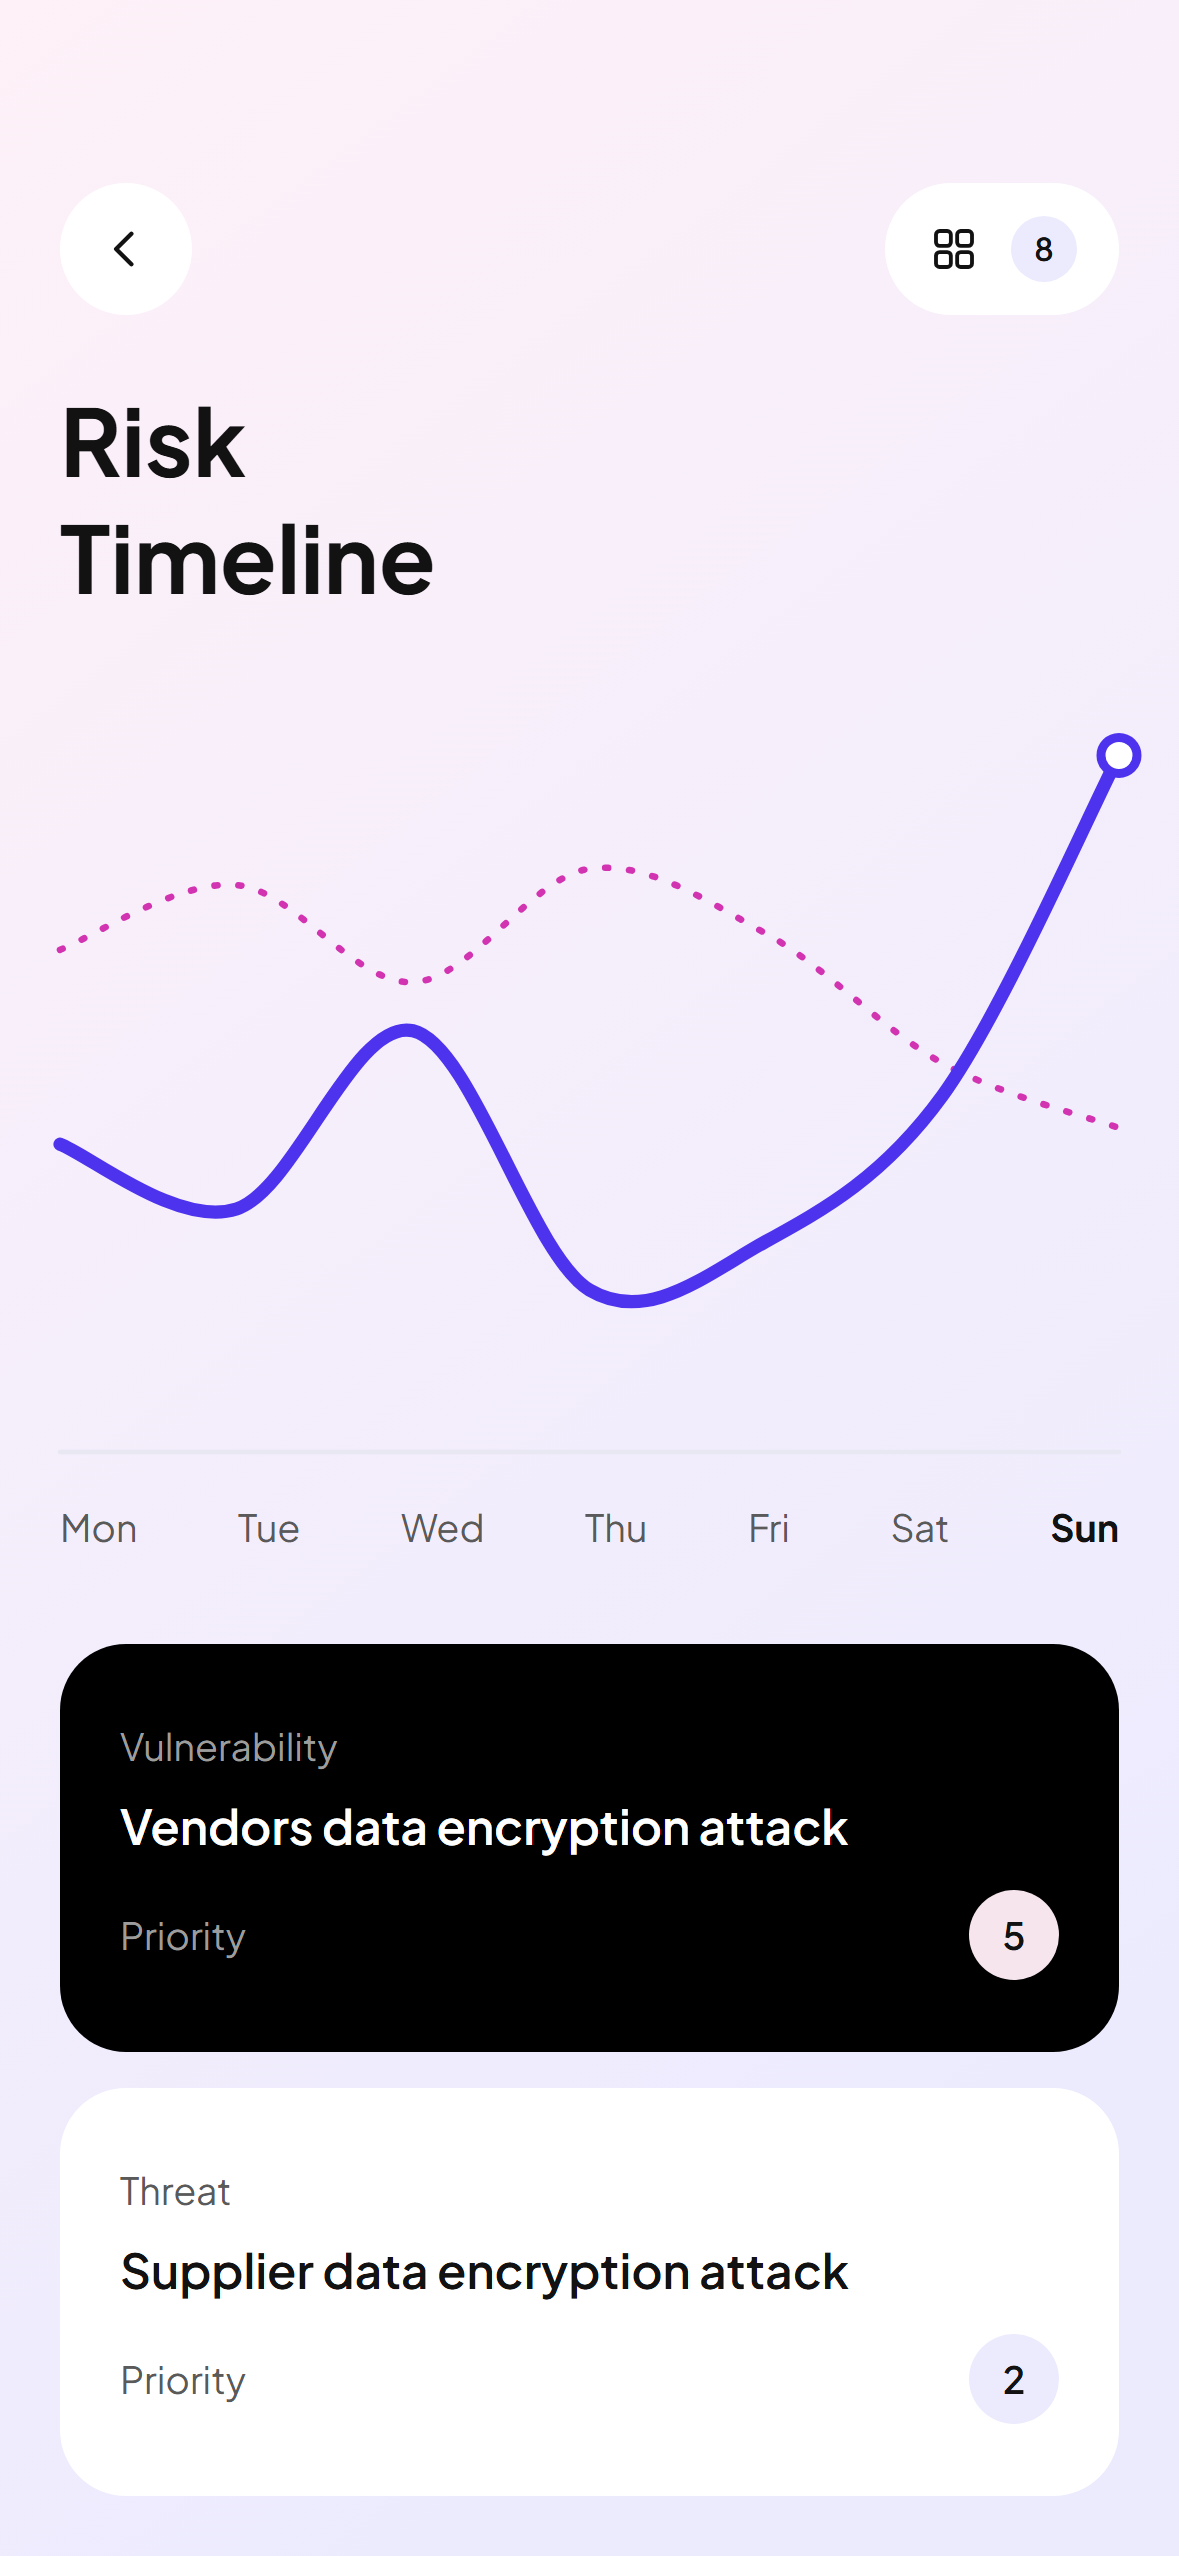 8
Risk
Timeline
Mon Tue Wed Thu Fri Sat Sun
Vulnerability
Vendors data encryption attack
Priority 5
Threat
Supplier data encryption attack
Priority 2